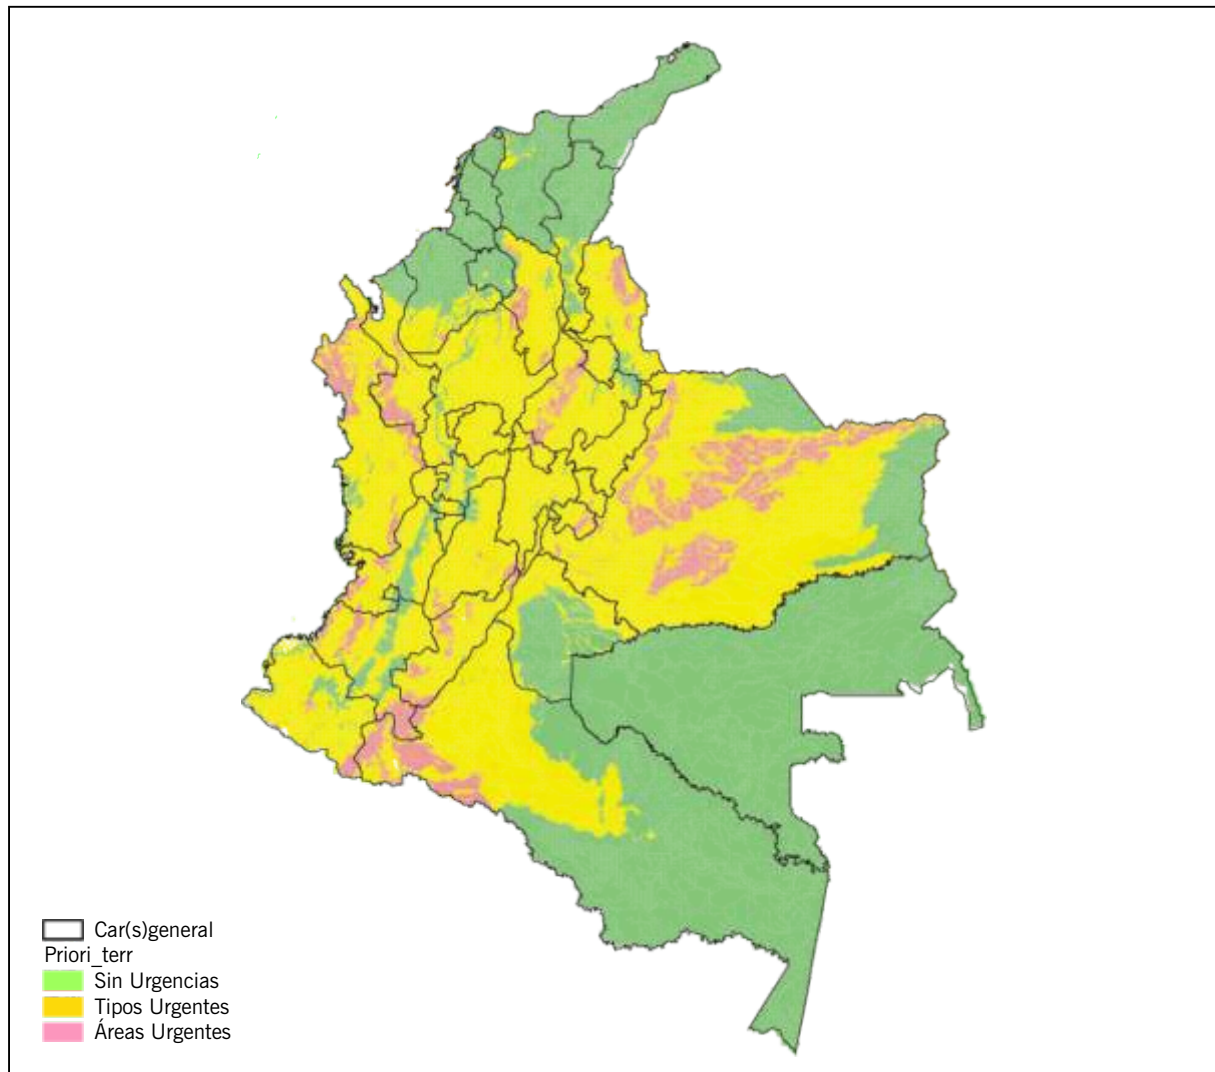 Car(s)general
Priori_terr
Sin Urgencias
Tipos Urgentes
Áreas Urgentes